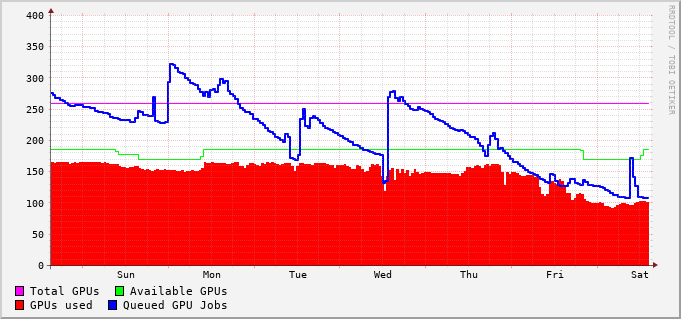 400
350
300
250
200
150
100
50
0
Sun Mon Tue Wed Thu Fri Sat
Total GPUs Available GPUs
GPUs used Queued GPU Jobs
RRDTOOL / TOBI OETIKER